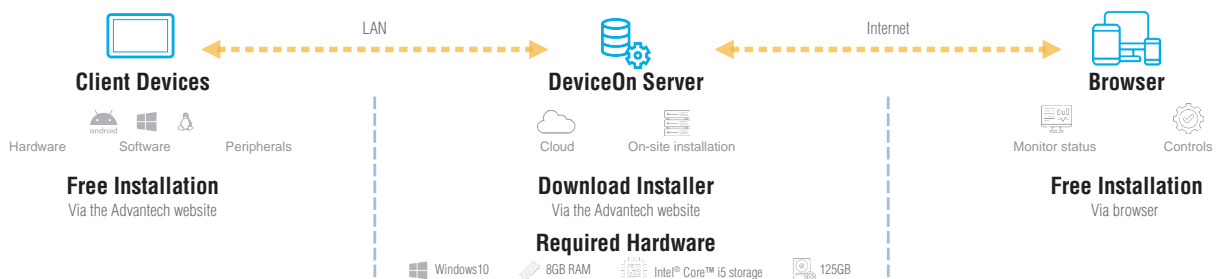 LAN
Internet
Client Devices
DeviceOn Server
Browser
android
Hardware
Software
Peripherals
Cloud
On-site installation
Monitor status
Controls
Free Installation
Via the Advantech website
Download Installer
Via the Advantech website
Free Installation
Via browser
Required Hardware
Windows10
8GB RAM
Intel® Core™ i5 storage
125GB